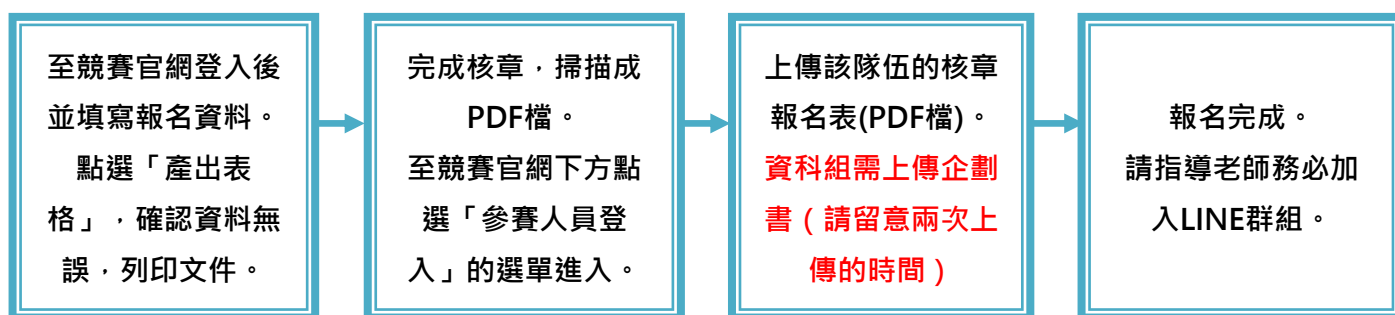 至競賽官網登入後
並填寫報名資料。
點選「產出表
格」，確認資料無
誤，列印文件。
完成核章，掃描成
PDF檔。
至競賽官網下方點
選「參賽人員登
入」的選單進入。
上傳該隊伍的核章
報名表(PDF檔)。
資科組需上傳企劃
書（請留意兩次上
傳的時間）
報名完成。
請指導老師務必加
入LINE群組。